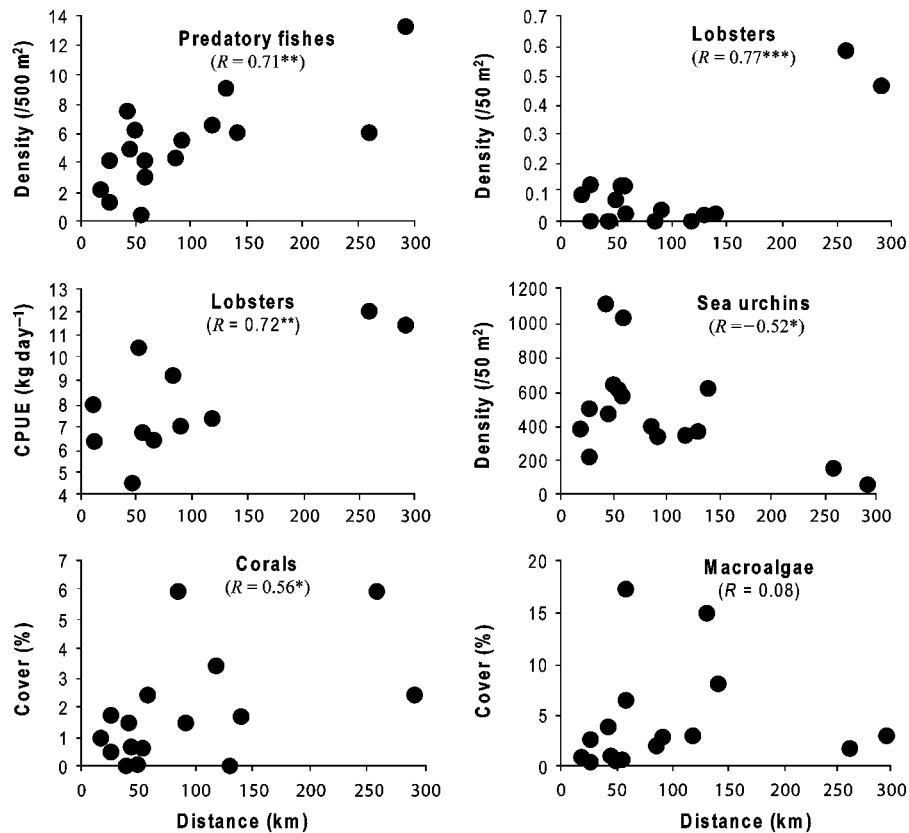 Predatory fishes
(R = 0.71**)
Density (/500 m²)
14
12
10
8
6
4
2
0
0 50 100 150 200 250 300
Lobsters
(R = 0.77***)
Density (/50 m²)
0.7
0.6
0.5
0.4
0.3
0.2
0.1
0
0 50 100 150 200 250 300
Lobsters
(R = 0.72**)
CPUE (kg day⁻¹)
13
12
11
10
9
8
7
6
5
4
0 50 100 150 200 250 300
Sea urchins
(R =−0.52*)
Density (/50 m²)
1200
1000
800
600
400
200
0
0 50 100 150 200 250 300
Corals
(R = 0.56*)
Cover (%)
7
6
5
4
3
2
1
0
0 50 100 150 200 250 300
Distance (km)
Macroalgae
(R = 0.08)
Cover (%)
20
15
10
5
0
0 50 100 150 200 250 300
Distance (km)